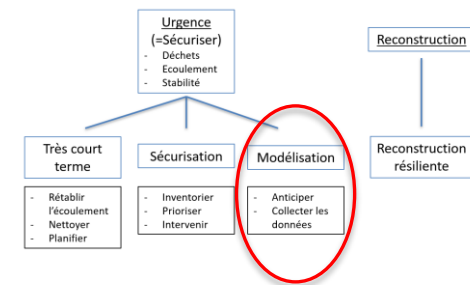 Urgence
(=Sécuriser)
- Déchets
- Ecoulement
- Stabilité
Reconstruction
Très court
terme
Sécurisation
Modélisation
Reconstruction
résiliente
- Rétablir
l'écoulement
- Nettoyer
- Planifier
- Inventorier
- Prioriser
- Intervenir
- Anticiper
- Collecter les
données